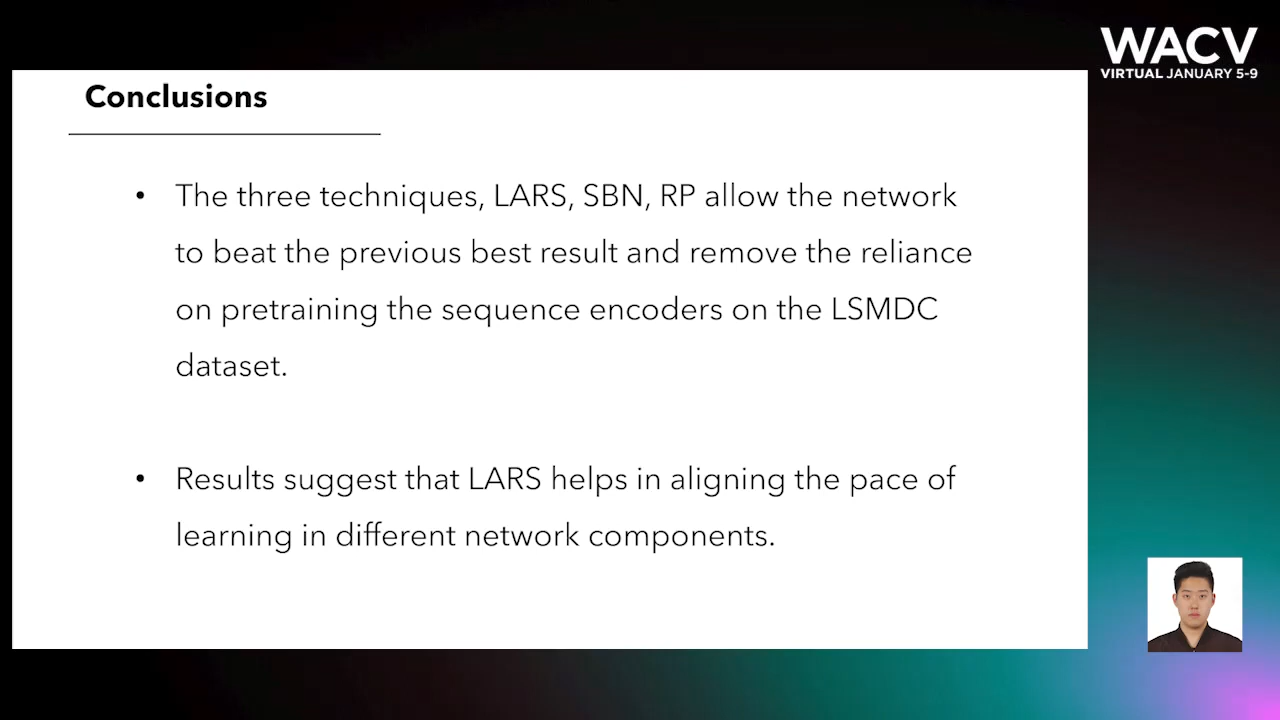 WACV
VIRTUAL JANUARY 5-9
Conclusions
• The three techniques, LARS, SBN, RP allow the network
to beat the previous best result and remove the reliance
on pretraining the sequence encoders on the LSMDC
dataset.
• Results suggest that LARS helps in aligning the pace of
learning in different network components.